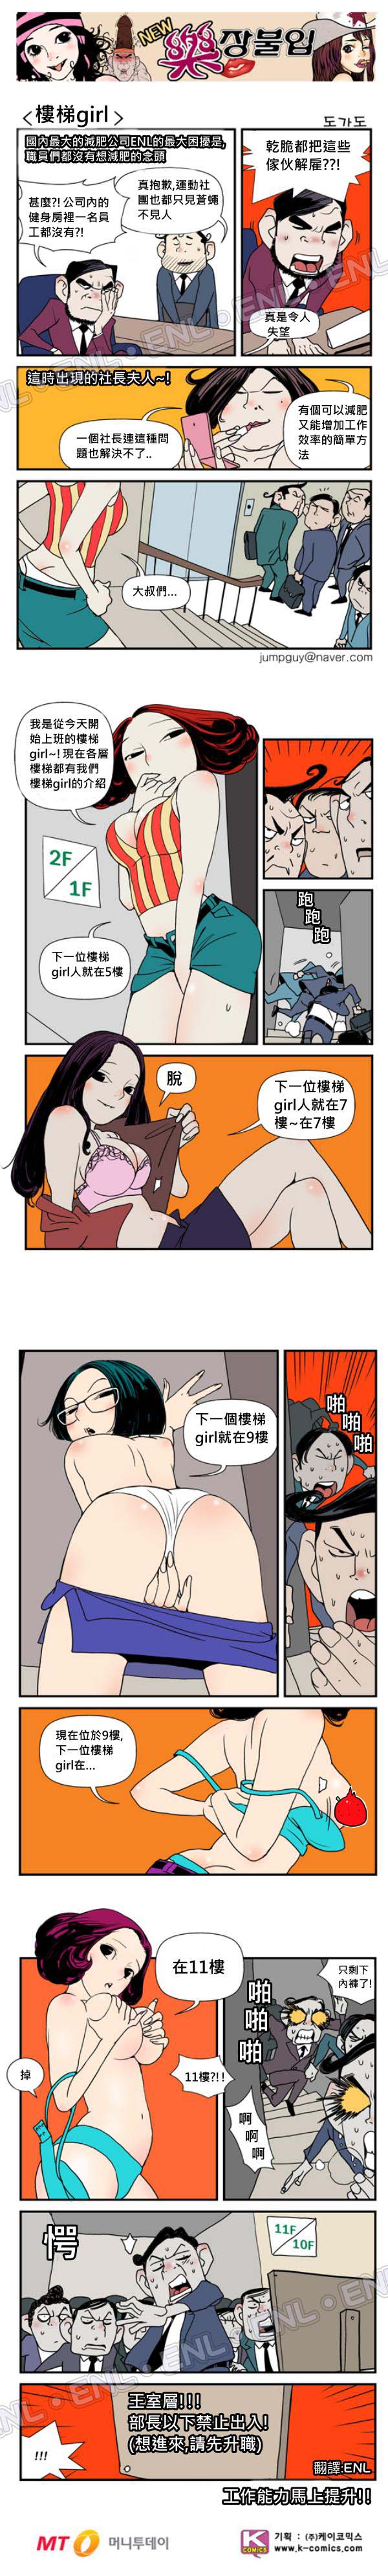 NEW 樂장불입
<樓梯girl>
도가도
國內最大的減肥公司ENL的最大困擾是,
職員們都沒有想減肥的念頭
甚麼?! 公司內的
健身房裡一名員
工都沒有?!
真抱歉,運動社
團也都只見蒼蠅
不見人
乾脆都把這些
傢伙解雇??!
真是令人
失望
這時出現的社長夫人~!
一個社長連這種問
題也解決不了..
有個可以減肥
又能增加工作
效率的簡單方
法
大叔們...
jumpguy@naver.com
我是從今天開
始上班的樓梯
girl~! 現在各層
樓梯都有我們
樓梯girl的介紹
2F
1F
下一位樓梯
girl人就在5樓
跑
跑
跑
脫
下一位樓梯
girl人就在7
樓~在7樓
下一個樓梯
girl就在9樓
啪
啪
啪
現在位於9樓,
下一位樓梯
girl在...
在11樓
掉
啪
啪
啪
只剩下
內褲了!
11樓?!!
啊
啊
啊
愕
11F
10F
王室層!!!
部長以下禁止出入!
(想進來,請先升職)
!!!
翻譯:ENL
工作能力馬上提升!!
MT 머니투데이
K COMICS
기획 : (주)케이코믹스
www.k-comics.com
ENL • ENL • ENL